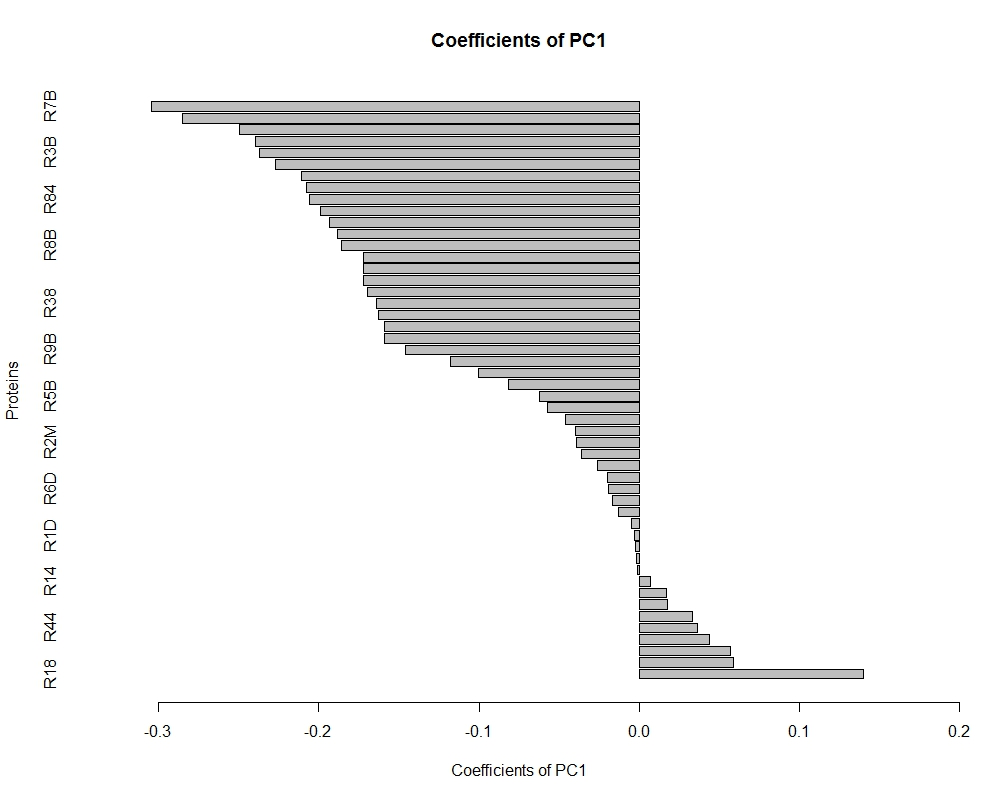 Coefficients of PC1
R7B
R3B
R84
R8B
R38
R9B
R5B
R2M
R6D
R1D
R14
R44
R18
Proteins
-0.3 -0.2 -0.1 0.0 0.1 0.2
Coefficients of PC1